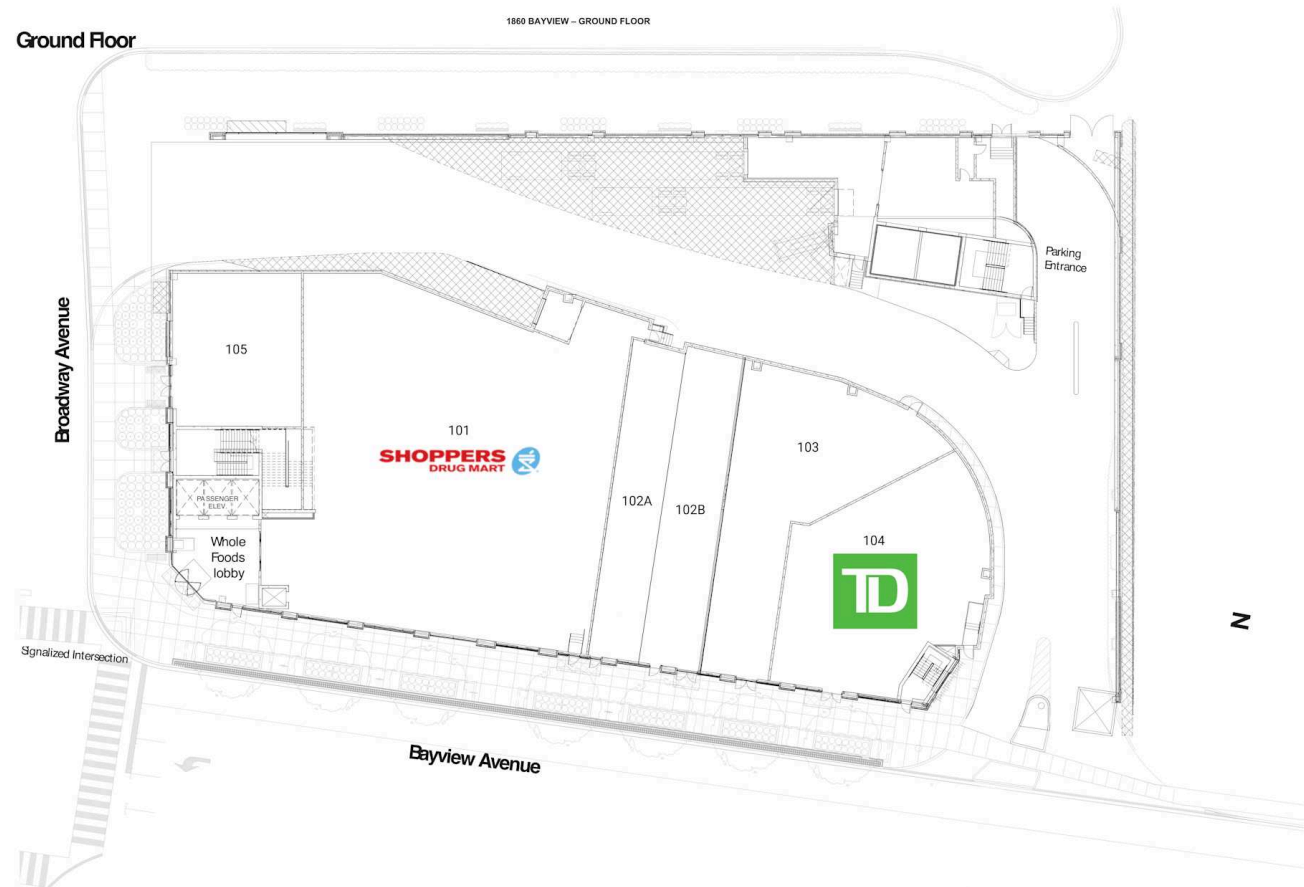 1860 BAYVIEW – GROUND FLOOR
Ground Floor
Parking
Entrance
Broadway Avenue
105
101
SHOPPERS
DRUG MART
103
102A
102B
PASSENGER
ELEV.
Whole
Foods
lobby
104
TD
N
Signalized Intersection
Bayview Avenue